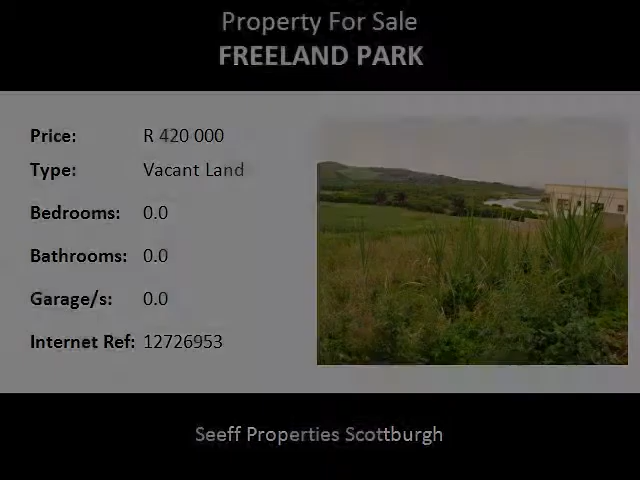 Property For Sale
FREELAND PARK
Price: R 420 000
Type: Vacant Land
Bedrooms: 0.0
Bathrooms: 0.0
Garage/s: 0.0
Internet Ref: 12726953
Seeff Properties Scottburgh